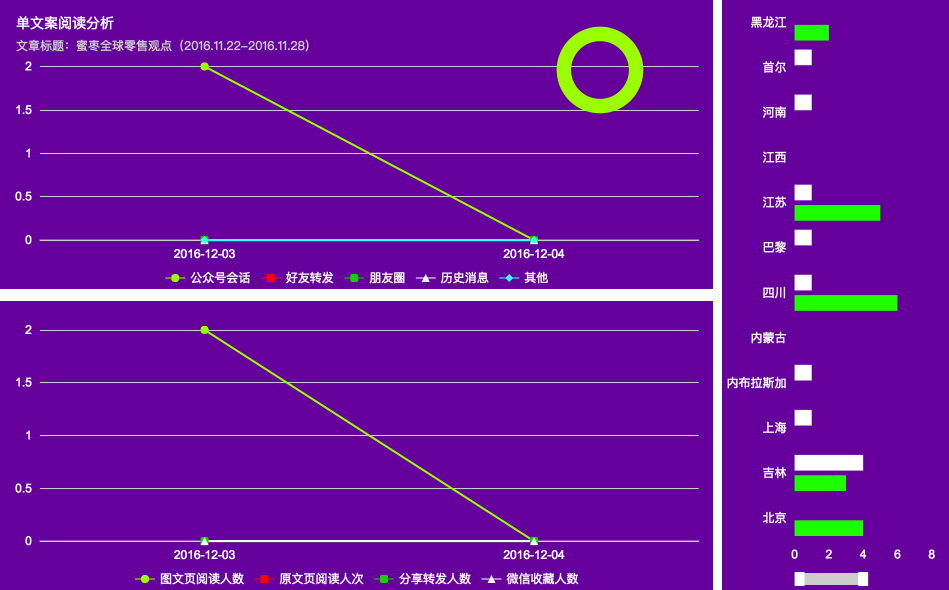 单文案阅读分析
文章标题：蜜枣全球零售观点（2016.11.22-2016.11.28）
2
1.5
1
0.5
0
2016-12-03 2016-12-04
公众号会话 好友转发 朋友圈 历史消息 其他
2
1.5
1
0.5
0
2016-12-03 2016-12-04
图文页阅读人数 原文页阅读人次 分享转发人数 微信收藏人数
黑龙江
首尔
河南
江西
江苏
巴黎
四川
内蒙古
内布拉斯加
上海
吉林
北京
0 2 4 6 8